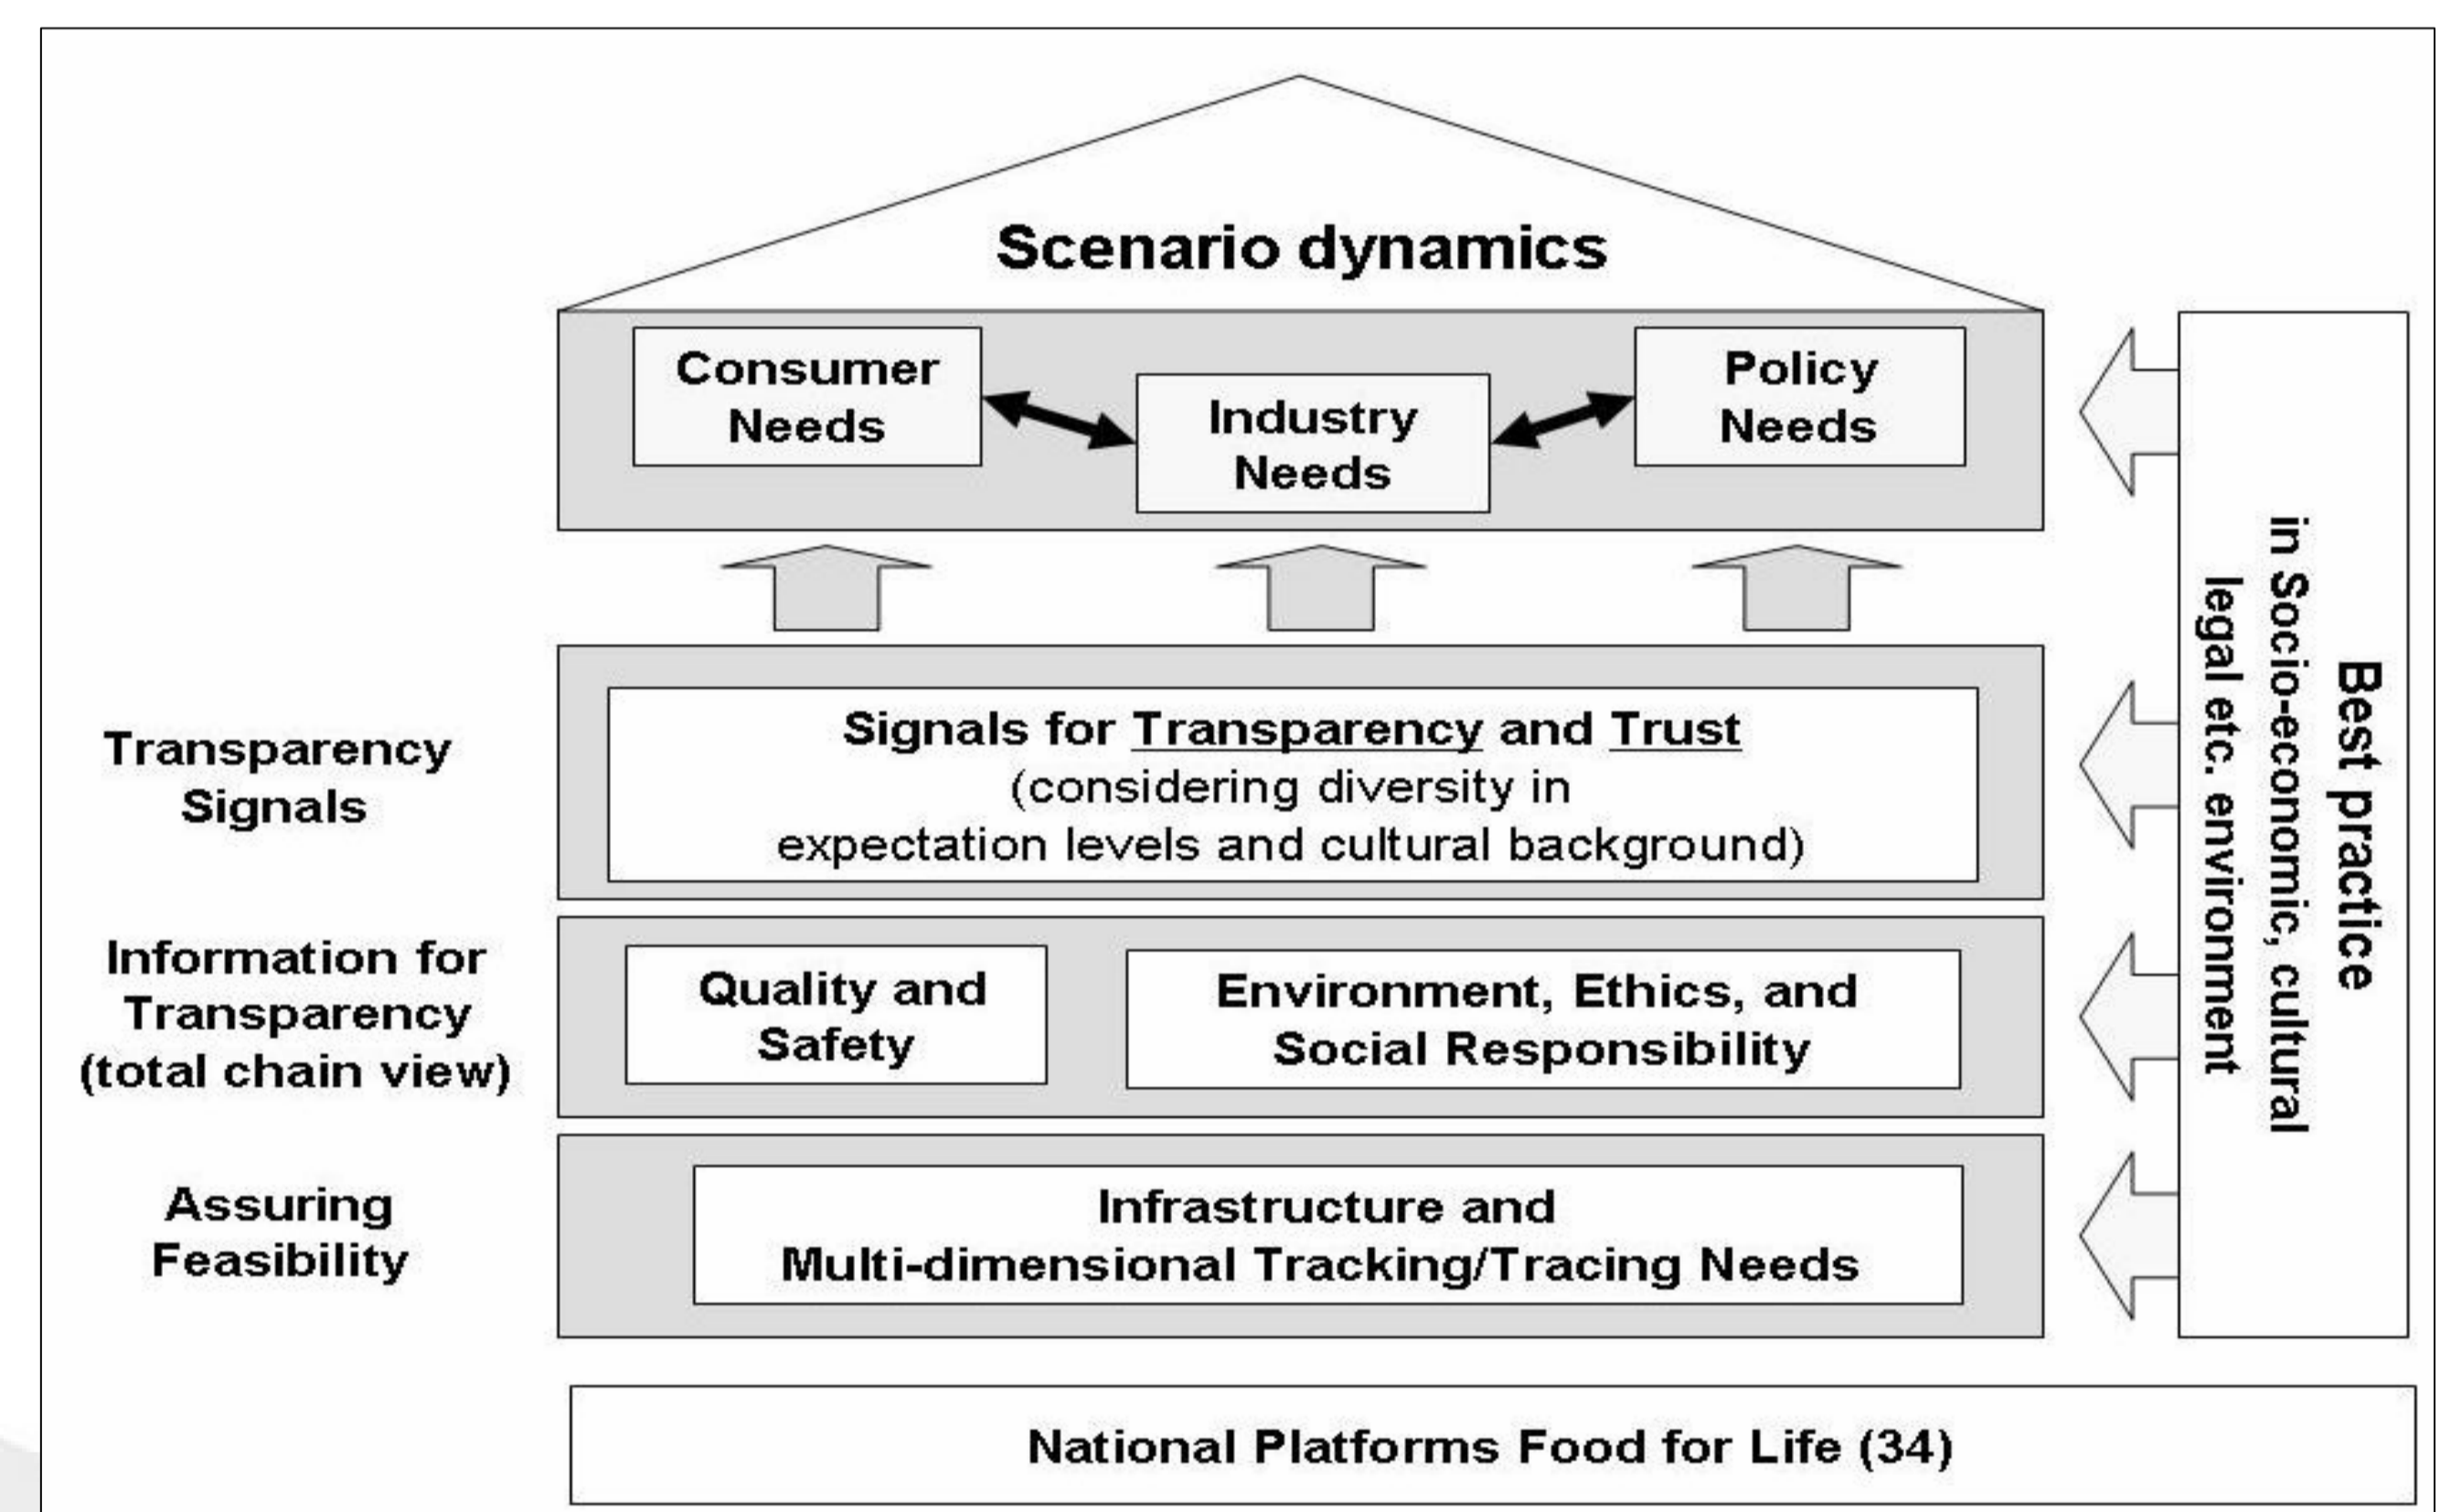 Scenario dynamics
Consumer
Needs
Industry
Needs
Policy
Needs
Transparency
Signals
Signals for Transparency and Trust
(considering diversity in
expectation levels and cultural background)
Information for
Transparency
(total chain view)
Quality and
Safety
Environment, Ethics, and
Social Responsibility
Assuring
Feasibility
Infrastructure and
Multi-dimensional Tracking/Tracing Needs
Best practice
in Socio-economic, cultural
legal etc. environment
National Platforms Food for Life (34)